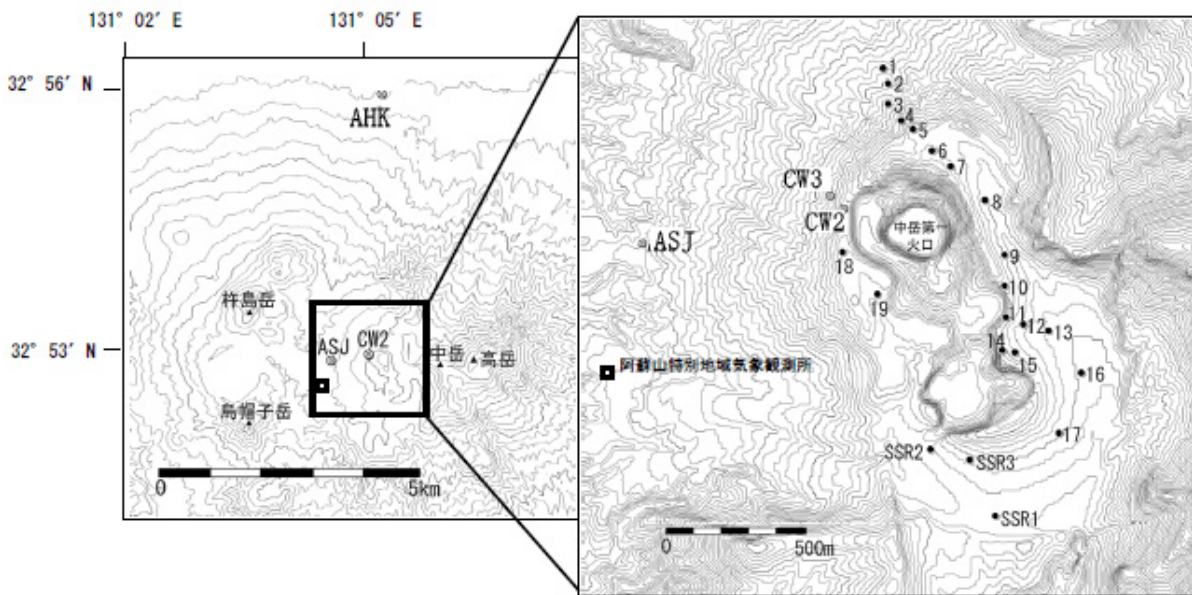 131° 02′ E
131° 05′ E
32° 56′ N
AHK
杵島岳
32° 53′ N
ASJ
CW2
中岳
高岳
烏帽子岳
0
5km
1
2
3
4
5
6
7
CW3
8
CW2
中岳第一
火口
ASJ
18
9
10
19
11
12
13
14
15
阿蘇山特別地域気象観測所
16
17
SSR2
SSR3
SSR1
0
500m